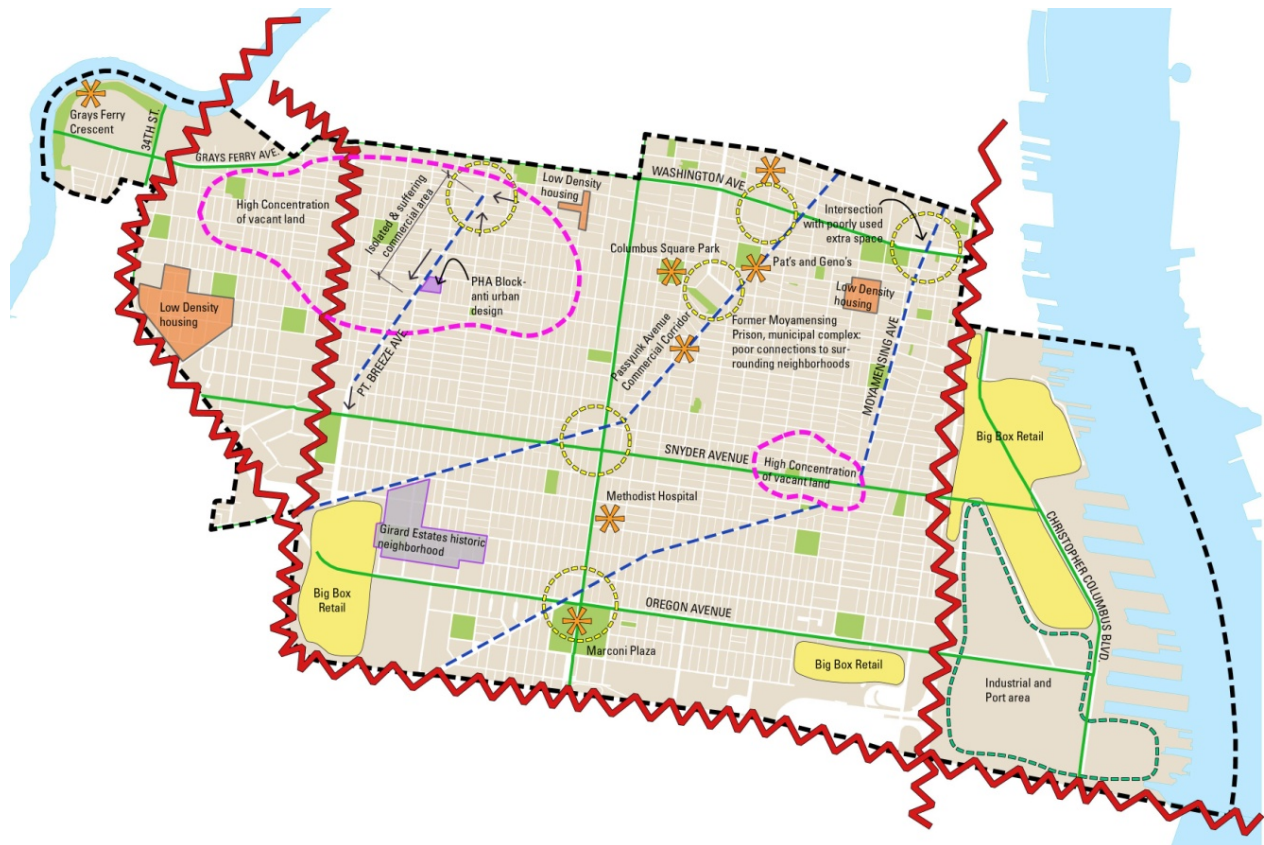 Grays Ferry
Crescent
34TH ST.
GRAYS FERRY AVE.
High Concentration
of vacant land
Isolated & suffering
commercial area
Low Density
housing
WASHINGTON AVE
Intersection
with poorly used
extra space
Columbus Square Park
Pat's and Geno's
PHA Block-
anti urban
design
Low Density
housing
Low Density
housing
Former Moyamensing
Prison, municipal complex:
poor connections to sur-
rounding neighborhoods
Passyunk Avenue
Commercial Corridor
PT. BREEZE AVE
MOYAMENSING AVE
Big Box Retail
SNYDER AVENUE
High Concentration
of vacant land
Methodist Hospital
Girard Estates historic
neighborhood
CHRISTOPHER COLUMBUS BLVD.
Big Box
Retail
OREGON AVENUE
Marconi Plaza
Big Box Retail
Industrial and
Port area